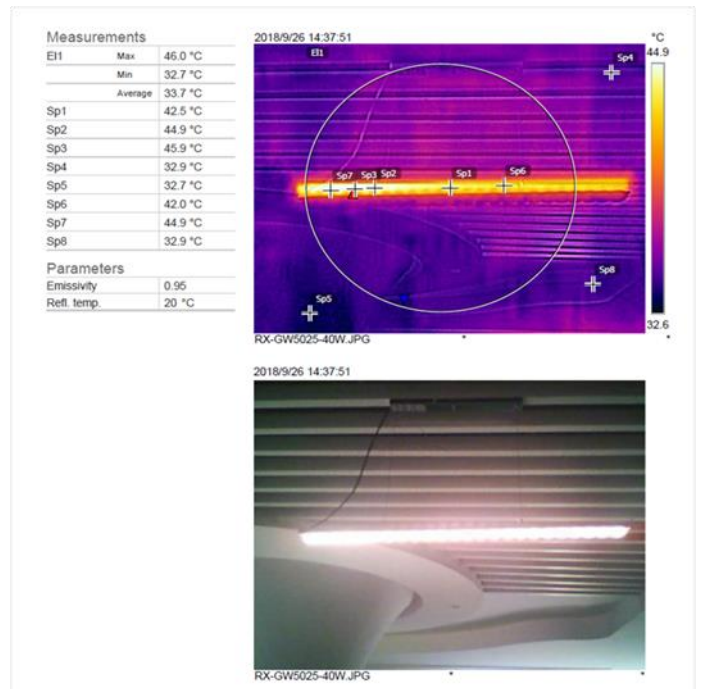 Measurements
El1 Max 46.0 °C
Min 32.7 °C
Average 33.7 °C
Sp1 42.5 °C
Sp2 44.9 °C
Sp3 45.9 °C
Sp4 32.9 °C
Sp5 32.7 °C
Sp6 42.0 °C
Sp7 44.9 °C
Sp8 32.9 °C
Parameters
Emissivity 0.95
Refl. temp. 20 °C
2018/9/26 14:37:51 °C
44.9
El1
Sp4
Sp7 Sp3 Sp2 Sp1 Sp6
Sp8
Sp5
32.6
RX-GW5025-40W.JPG
2018/9/26 14:37:51
RX-GW5025-40W.JPG